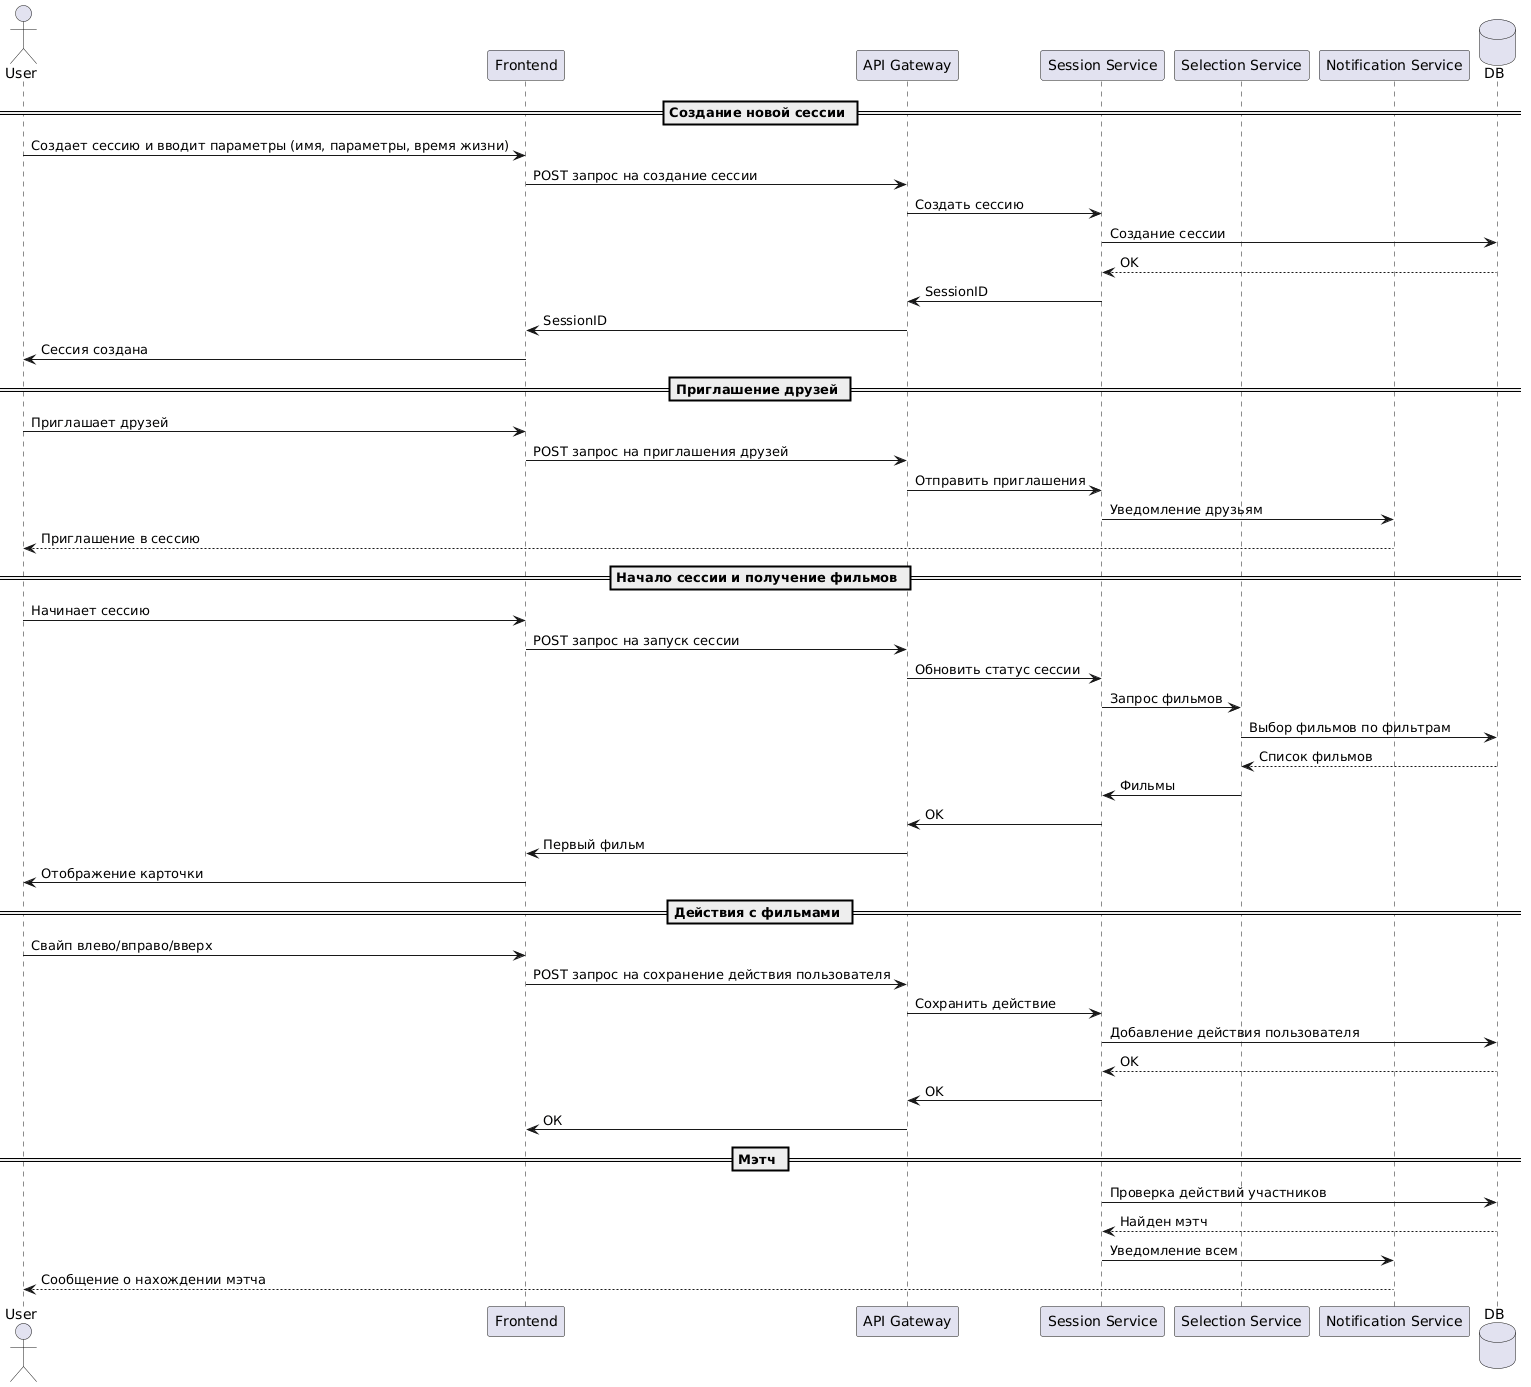 User
Frontend
API Gateway
Session Service
Selection Service
Notification Service
DB
Создание новой сессии
Создает сессию и вводит параметры (имя, параметры, время жизни)
POST запрос на создание сессии
Создать сессию
Создание сессии
OK
SessionID
SessionID
Сессия создана
Приглашение друзей
Приглашает друзей
POST запрос на приглашения друзей
Отправить приглашения
Уведомление друзьям
Приглашение в сессию
Начало сессии и получение фильмов
Начинает сессию
POST запрос на запуск сессии
Обновить статус сессии
Запрос фильмов
Выбор фильмов по фильтрам
Список фильмов
Фильмы
OK
Первый фильм
Отображение карточки
Действия с фильмами
Свайп влево/вправо/вверх
POST запрос на сохранение действия пользователя
Сохранить действие
Добавление действия пользователя
OK
OK
OK
Мэтч
Проверка действий участников
Найден мэтч
Уведомление всем
Сообщение о нахождении мэтча
User
Frontend
API Gateway
Session Service
Selection Service
Notification Service
DB